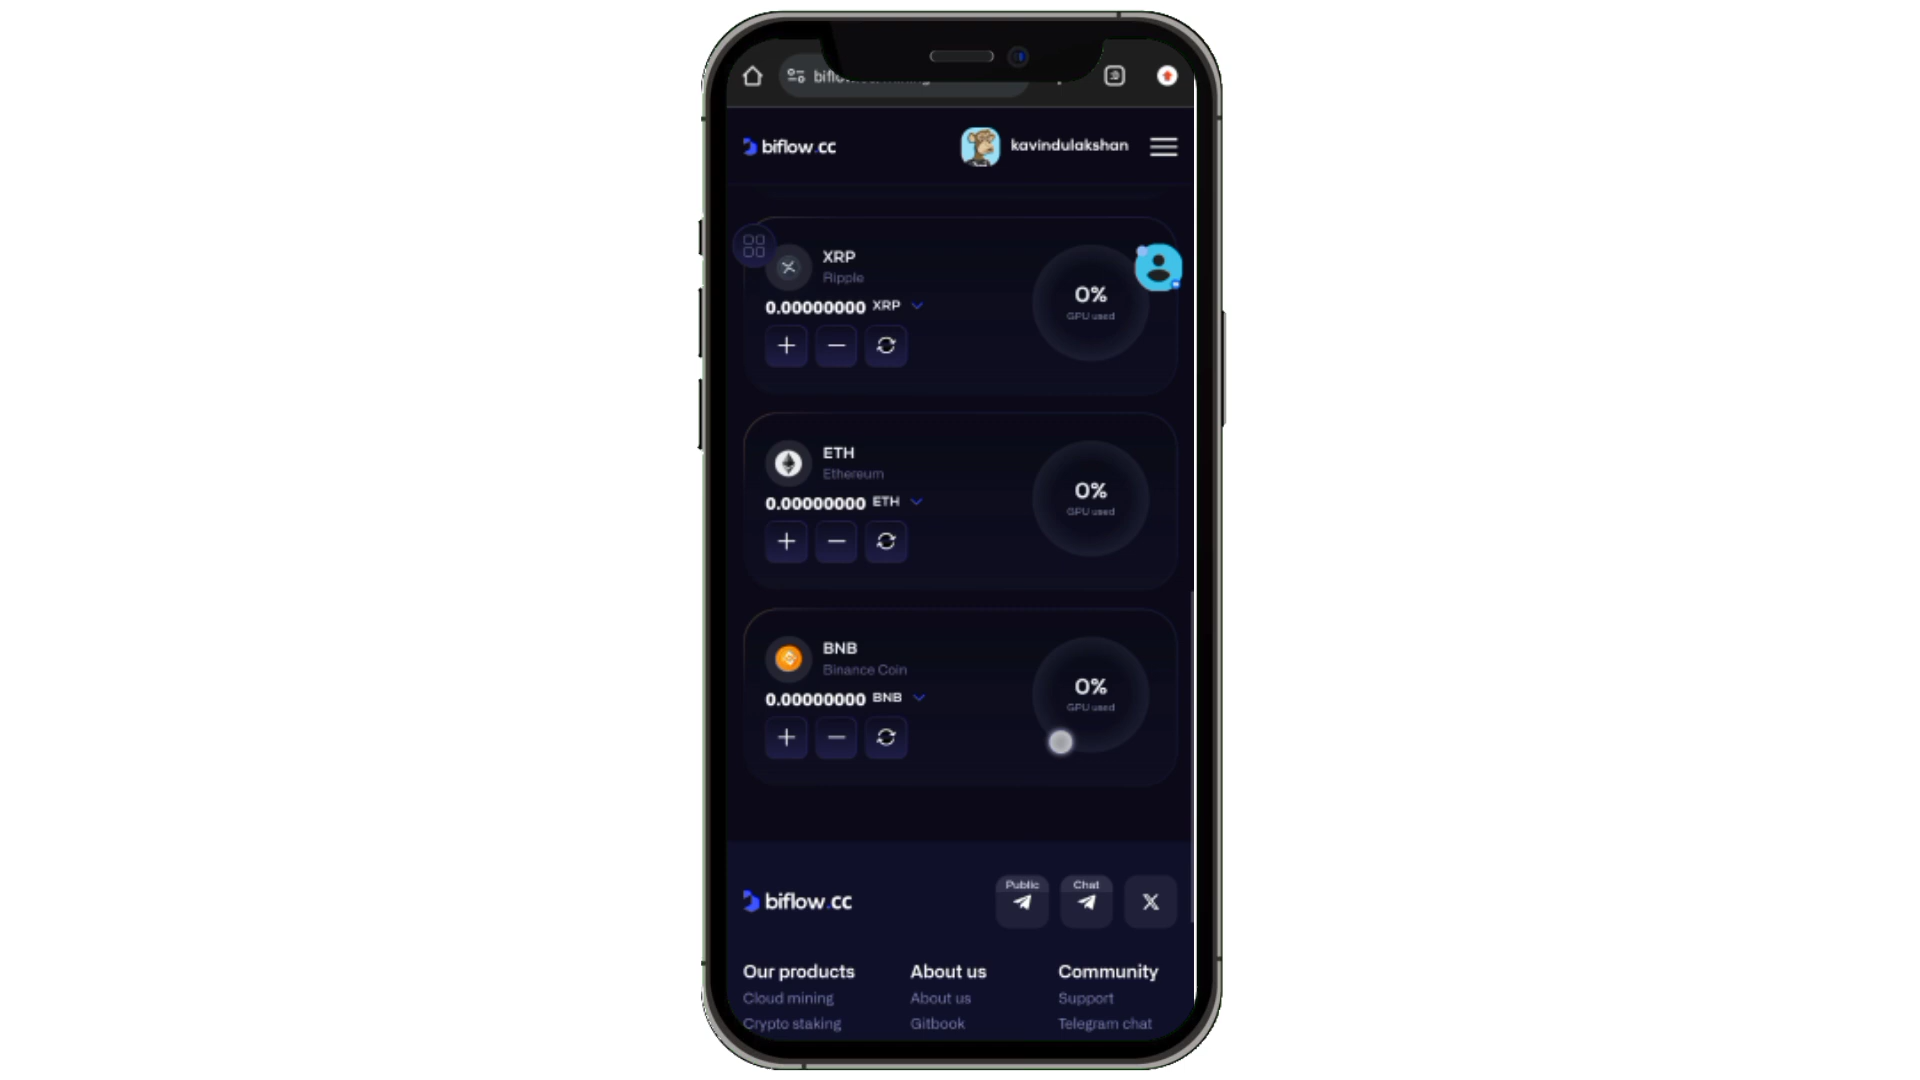 biflow.cc
kavindulakshan
XRP
Ripple
0.00000000 XRP
0%
GPU used
ETH
Ethereum
0.00000000 ETH
0%
GPU used
BNB
Binance Coin
0.00000000 BNB
0%
GPU used
biflow.cc
Public
Chat
Our products
About us
Community
Cloud mining
About us
Support
Crypto staking
Gitbook
Telegram chat